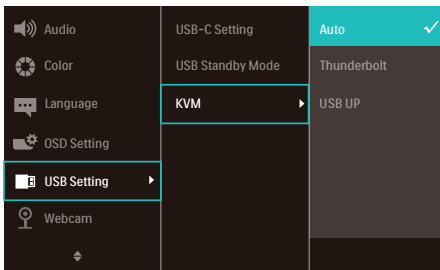 Audio
Color
Language
OSD Setting
USB Setting
Webcam
USB-C Setting
USB Standby Mode
KVM
Auto
Thunderbolt
USB UP